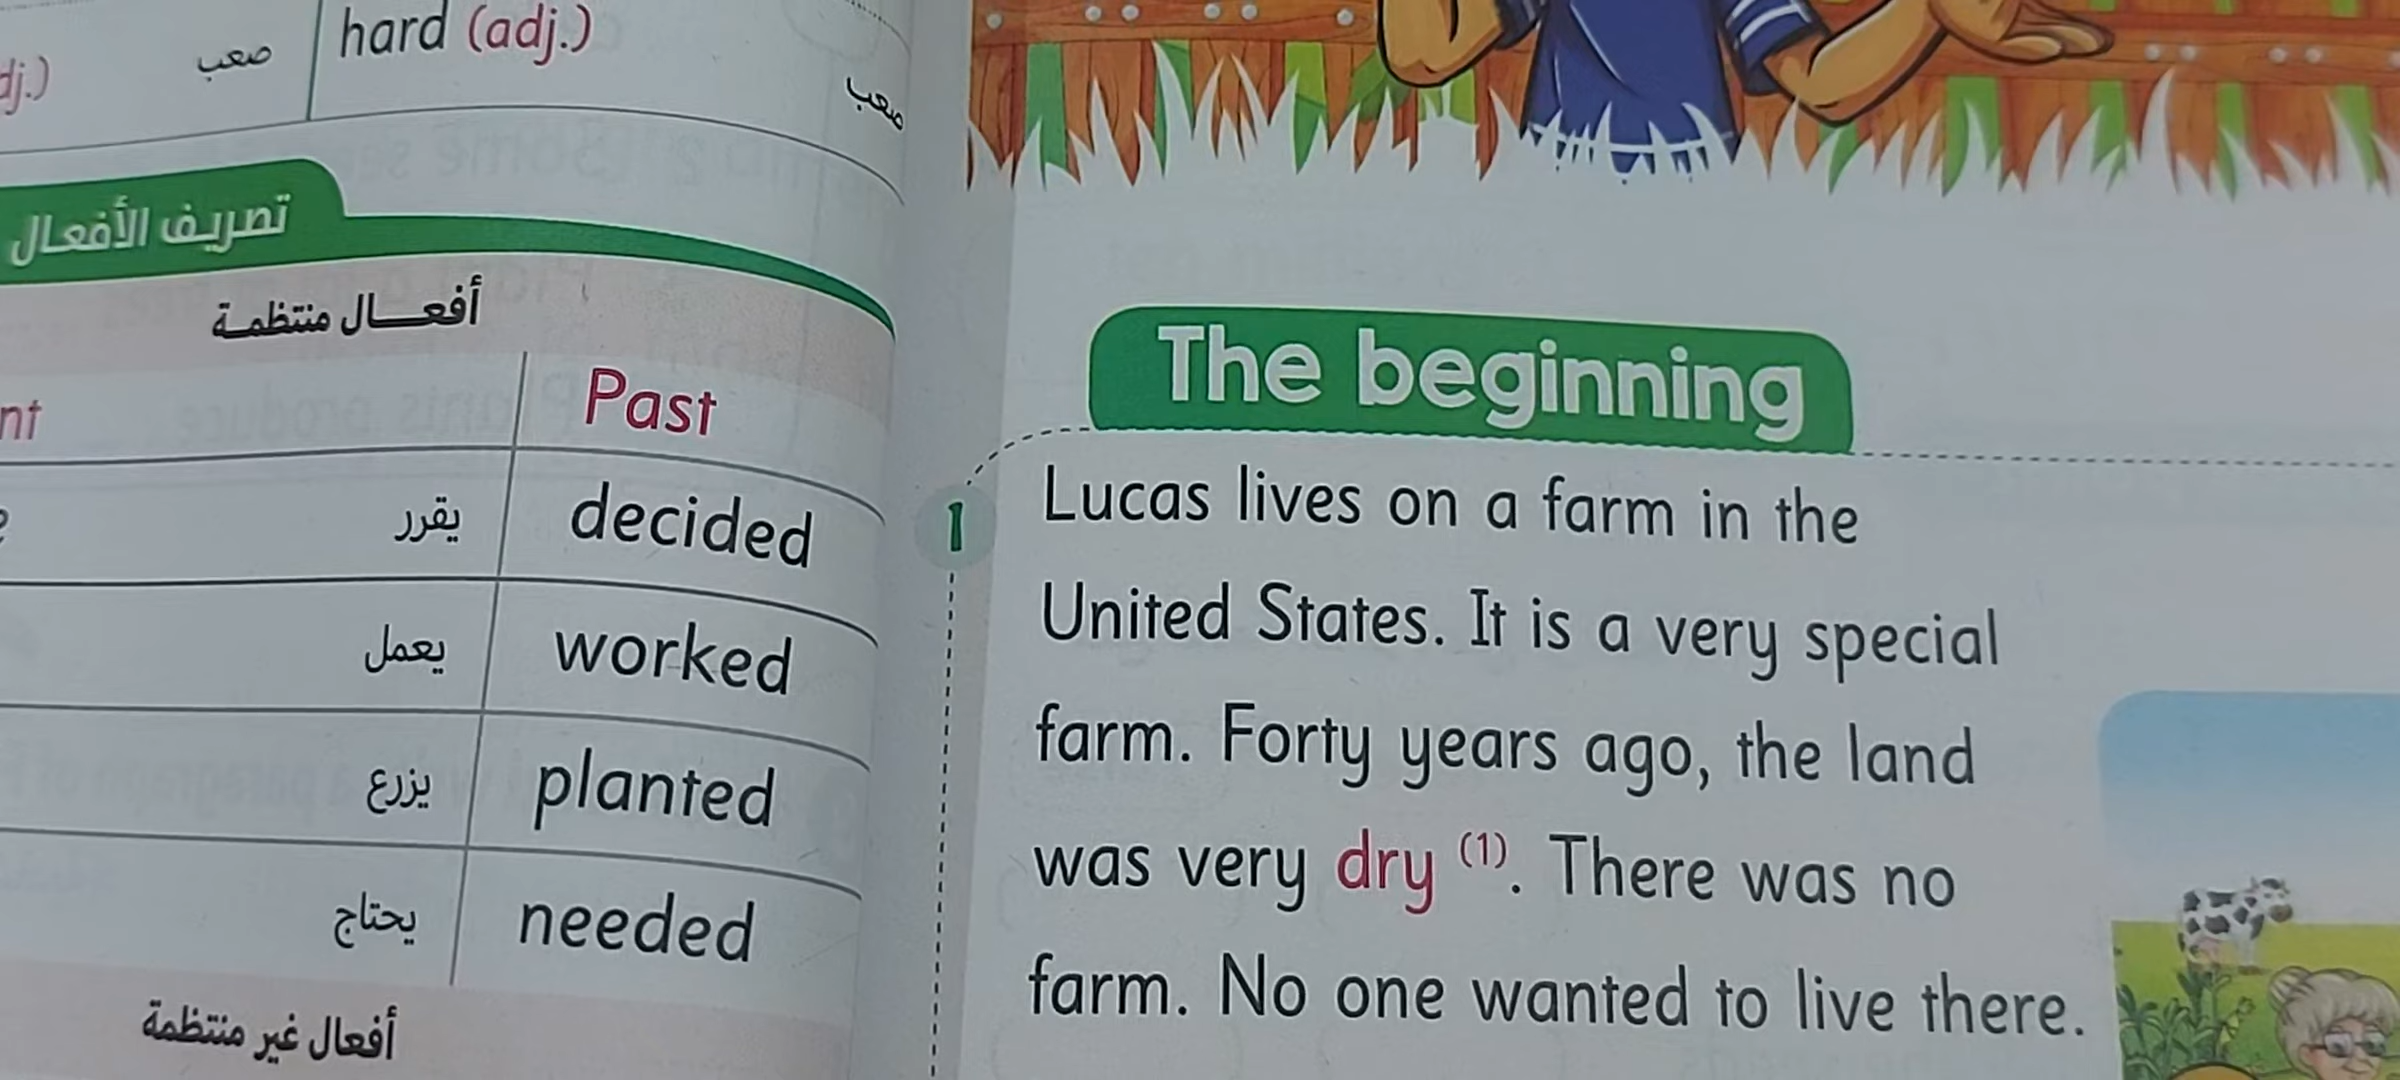 صعب hard (adj.) صعب
تصريف الأفعال
أفعال منتظمة
Past
يقرر decided
يعمل worked
يزرع planted
يحتاج needed
أفعال غير منتظمة
The beginning
1 Lucas lives on a farm in the
United States. It is a very special
farm. Forty years ago, the land
was very dry (1). There was no
farm. No one wanted to live there.